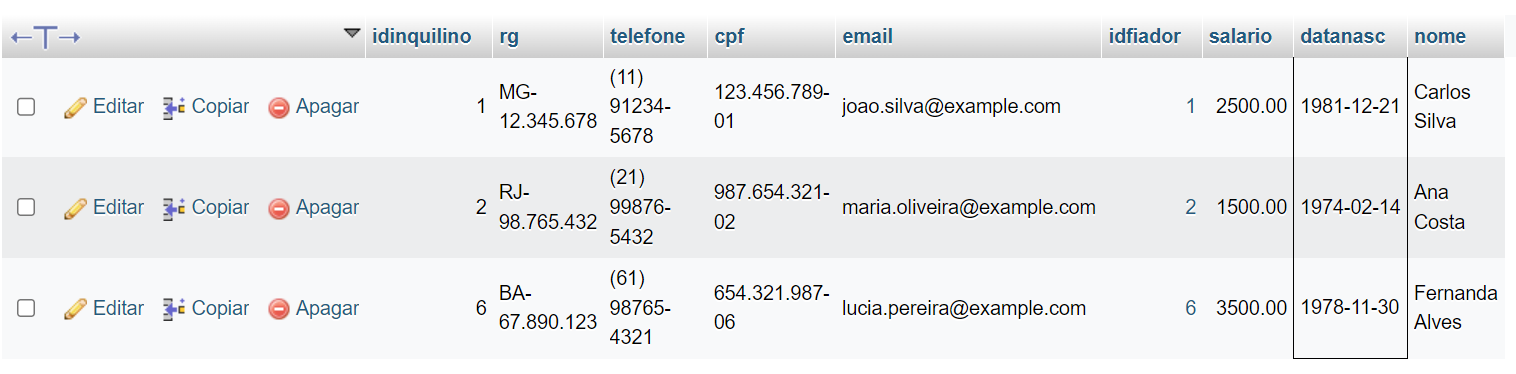 idinquilino rg telefone cpf email idfiador salario datanasc nome
Editar Copiar Apagar 1 MG-12.345.678 (11) 91234-5678 123.456.789-01 joao.silva@example.com 1 2500.00 1981-12-21 Carlos Silva
Editar Copiar Apagar 2 RJ-98.765.432 (21) 99876-5432 987.654.321-02 maria.oliveira@example.com 2 1500.00 1974-02-14 Ana Costa
Editar Copiar Apagar 6 BA-67.890.123 (61) 98765-4321 654.321.987-06 lucia.pereira@example.com 6 3500.00 1978-11-30 Fernanda Alves